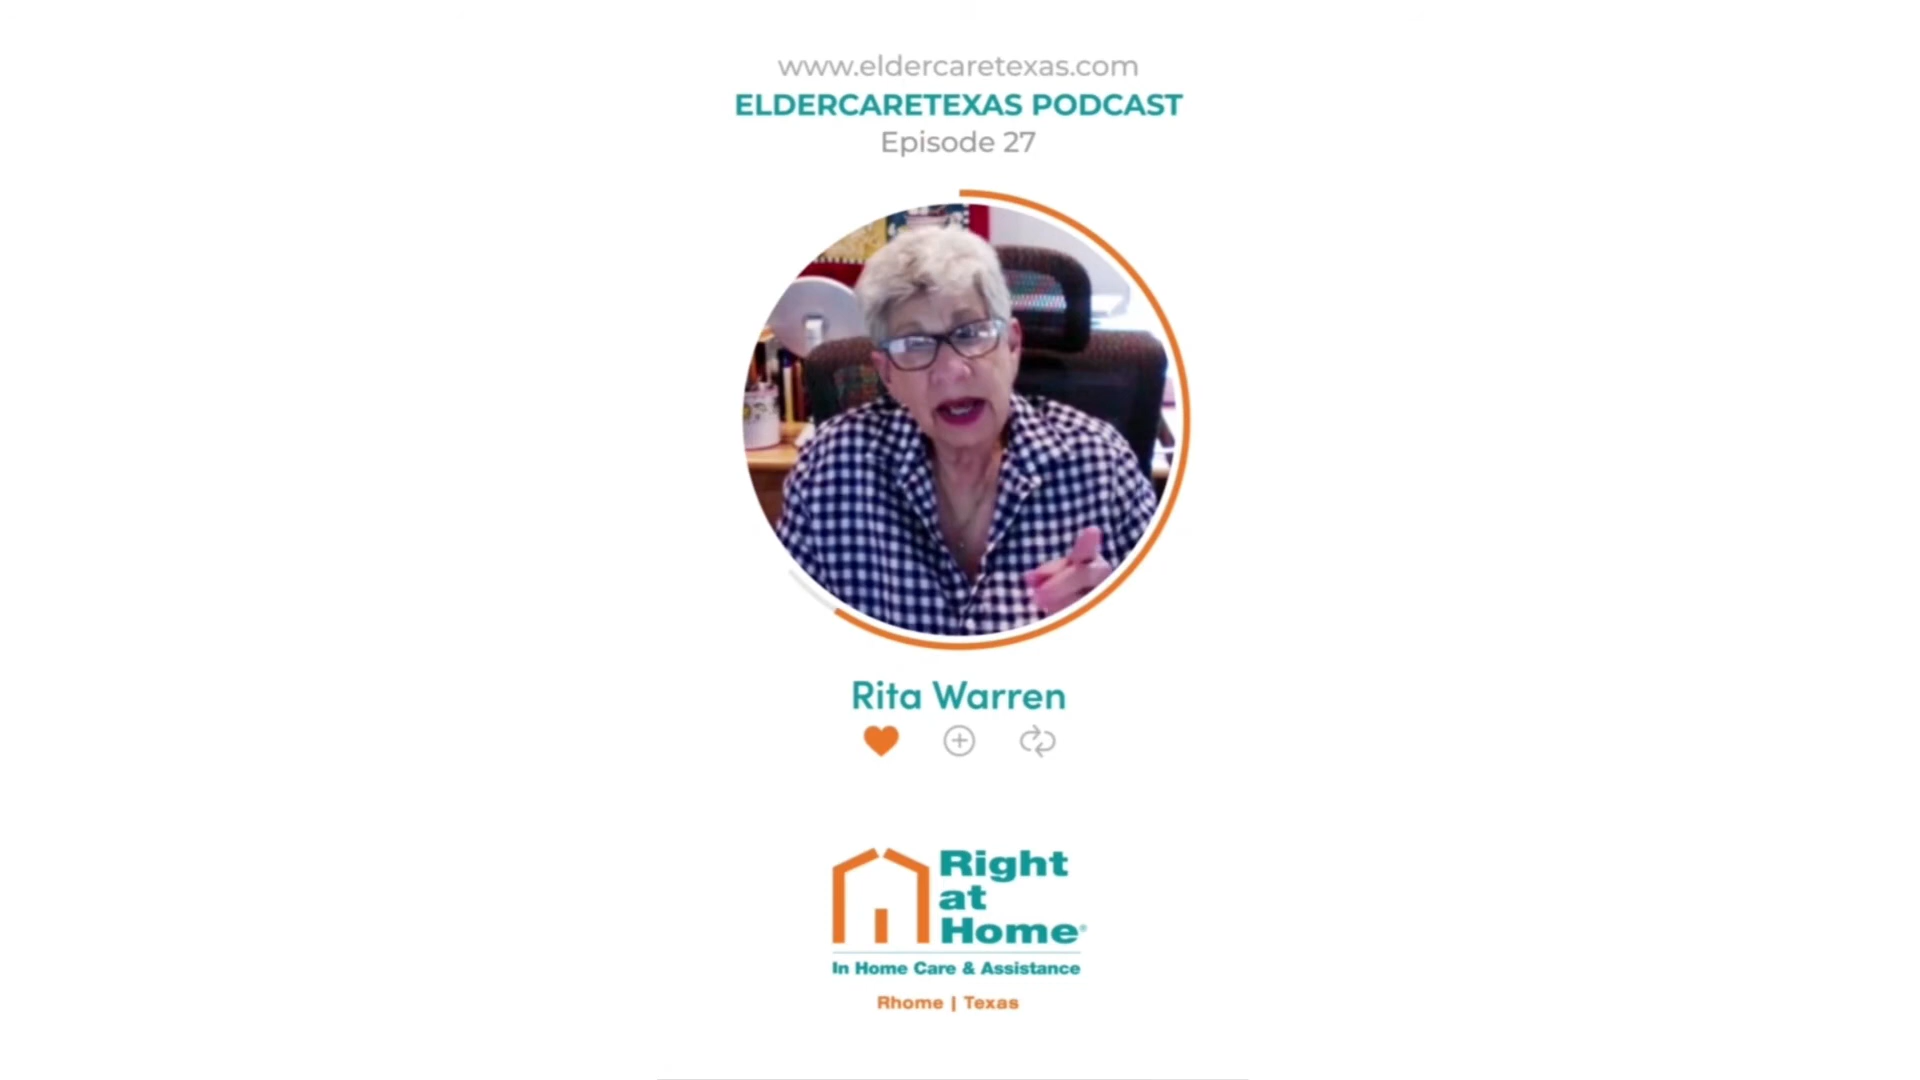 www.eldercaretexas.com
ELDERCARETEXAS PODCAST
Episode 27
Rita Warren
Right
at
Home®
In Home Care & Assistance
Rhome | Texas